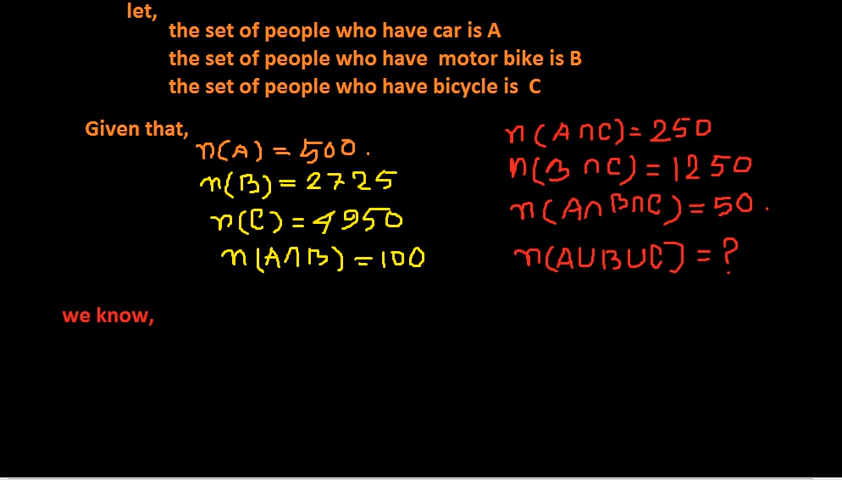 let,
the set of people who have car is A
the set of people who have motor bike is B
the set of people who have bicycle is C
Given that,
n(A) = 500.
n(B) = 2725
n(C) = 4950
n(A∩B) = 100
n(A∩C) = 250
n(B∩C) = 1250
n(A∩B∩C) = 50.
n(A∪B∪C) = ?
we know,